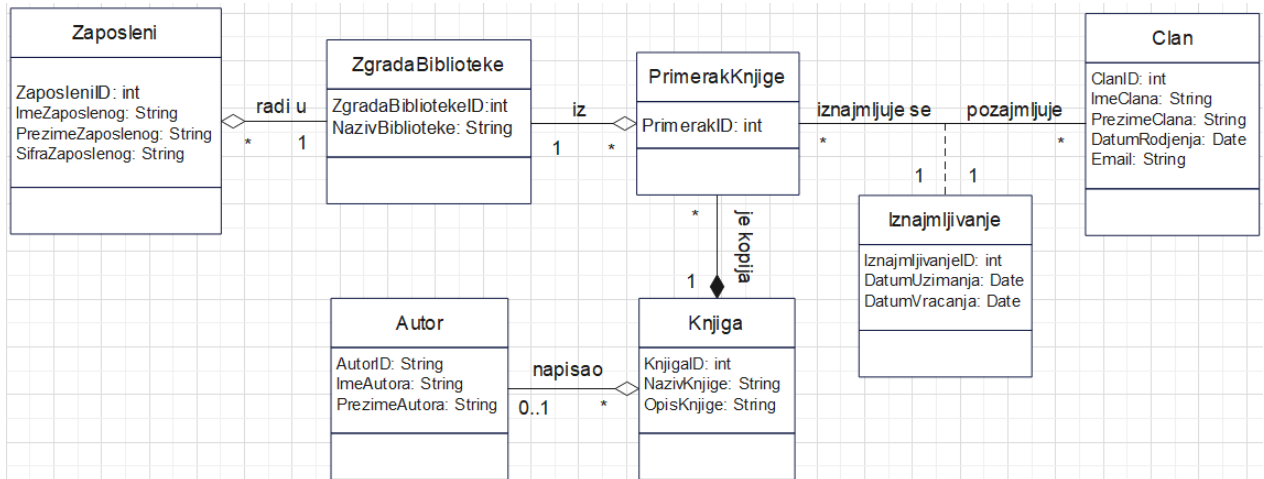 Zaposleni
ZaposleniID: int
ImeZaposlenog: String
PrezimeZaposlenog: String
SifraZaposlenog: String
radi u
*
1
ZgradaBiblioteke
ZgradaBibliotekeID:int
NazivBiblioteke: String
iz
1
*
PrimerakKnjige
PrimerakID: int
iznajmljuje se
pozajmljuje
*
*
1
1
Clan
ClanID: int
ImeClana: String
PrezimeClana: String
DatumRodjenja: Date
Email: String
Iznajmljivanje
IznajmljivanjeID: int
DatumUzimanja: Date
DatumVracanja: Date
*
je kopija
1
Autor
AutorID: String
ImeAutora: String
PrezimeAutora: String
napisao
0..1
*
Knjiga
KnjigaID: int
NazivKnjige: String
OpisKnjige: String